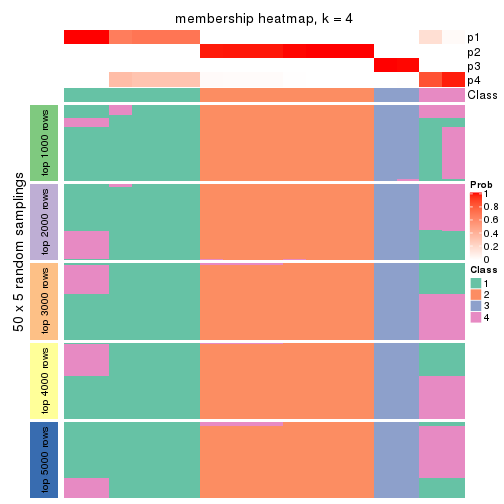 membership heatmap, k = 4
p1
p2
p3
p4
Class
50 x 5 random samplings
top 1000 rows
top 2000 rows
top 3000 rows
top 4000 rows
top 5000 rows
Prob
1
0.8
0.6
0.4
0.2
0
Class
1
2
3
4